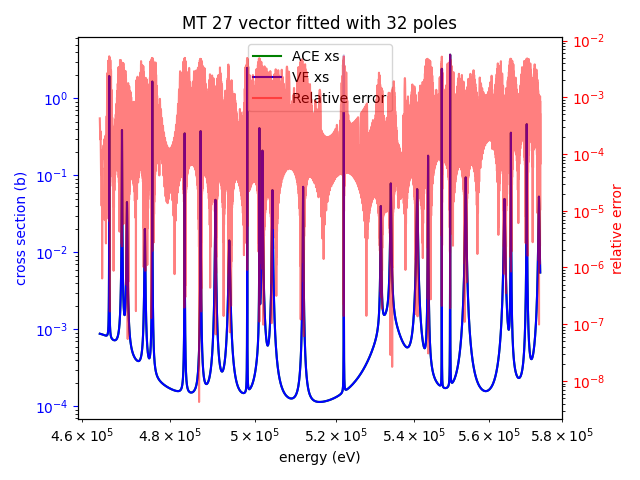 MT 27 vector fitted with 32 poles
ACE xs
VF xs
Relative error
cross section (b)
10⁰
10⁻¹
10⁻²
10⁻³
10⁻⁴
relative error
10⁻²
10⁻³
10⁻⁴
10⁻⁵
10⁻⁶
10⁻⁷
10⁻⁸
4.6 × 10⁵ 4.8 × 10⁵ 5 × 10⁵ 5.2 × 10⁵ 5.4 × 10⁵ 5.6 × 10⁵ 5.8 × 10⁵
energy (eV)